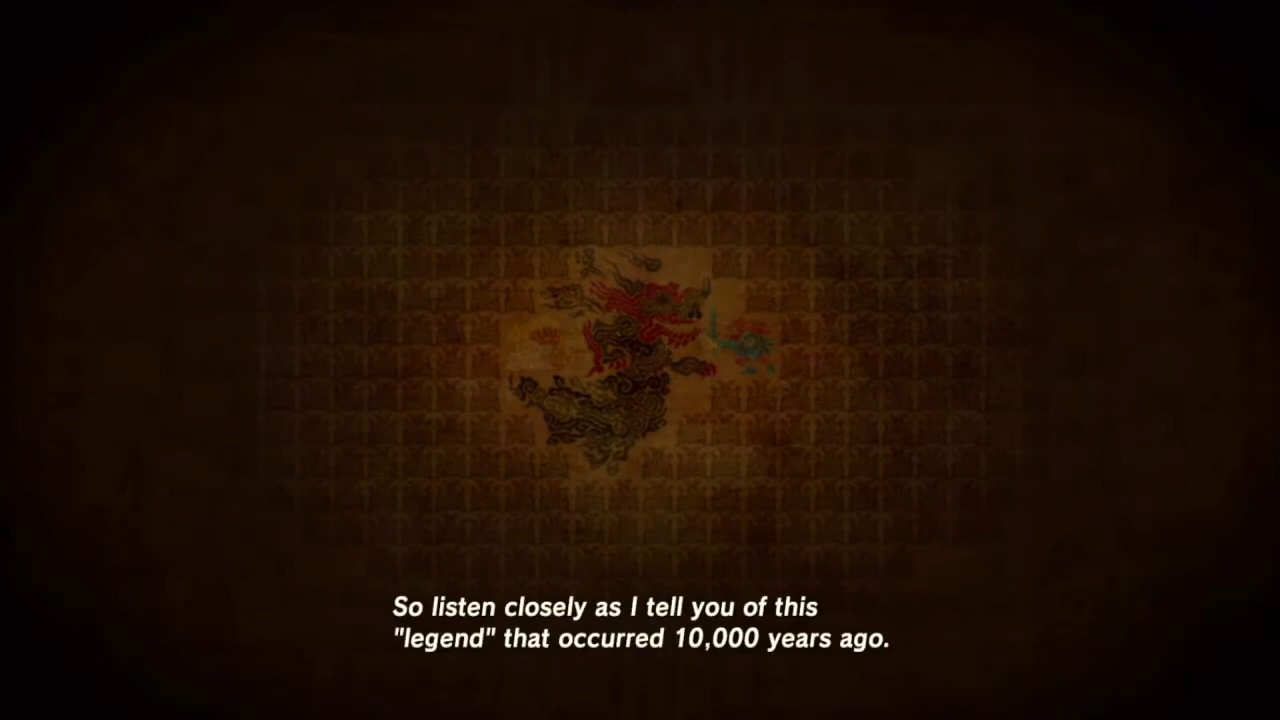 So listen closely as I tell you of this
"legend" that occurred 10,000 years ago.